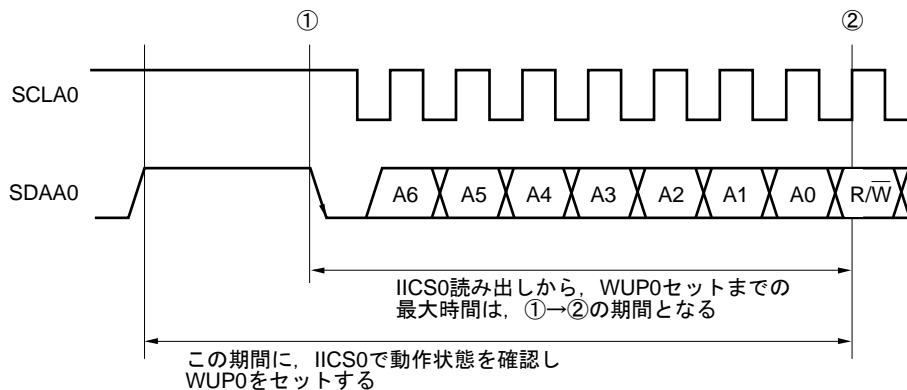 ① ②
SCLA0
SDAA0 A6 A5 A4 A3 A2 A1 A0 R/W̅
IICS0読み出しから，WUP0セットまでの
最大時間は，①→②の期間となる
この期間に，IICS0で動作状態を確認し
WUP0をセットする